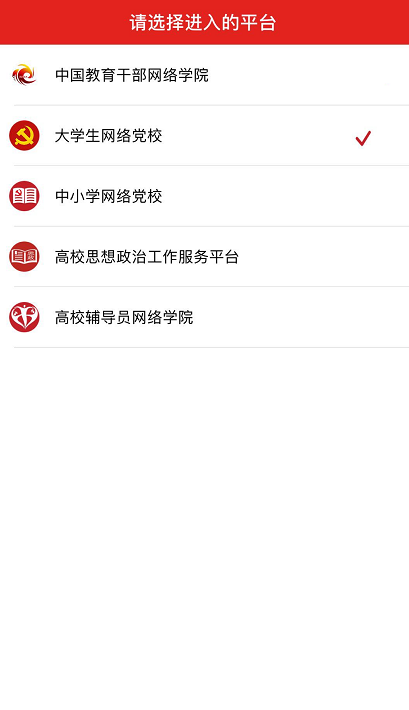 请选择进入的平台
中国教育干部网络学院
大学生网络党校
中小学网络党校
高校思想政治工作服务平台
高校辅导员网络学院